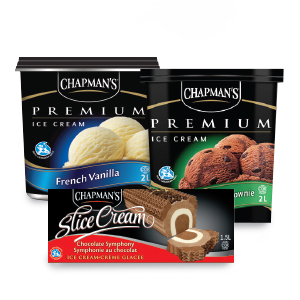 CHAPMAN'S
PREMIUM
ICE CREAM
French Vanilla
2L
CHAPMAN'S
PREMIUM
ICE CREAM
ownie
2L
CHAPMAN'S
Slice Cream
Chocolate Symphony
Symphonie au chocolat
ICE CREAM•CRÈME GLACÉE
1.5L